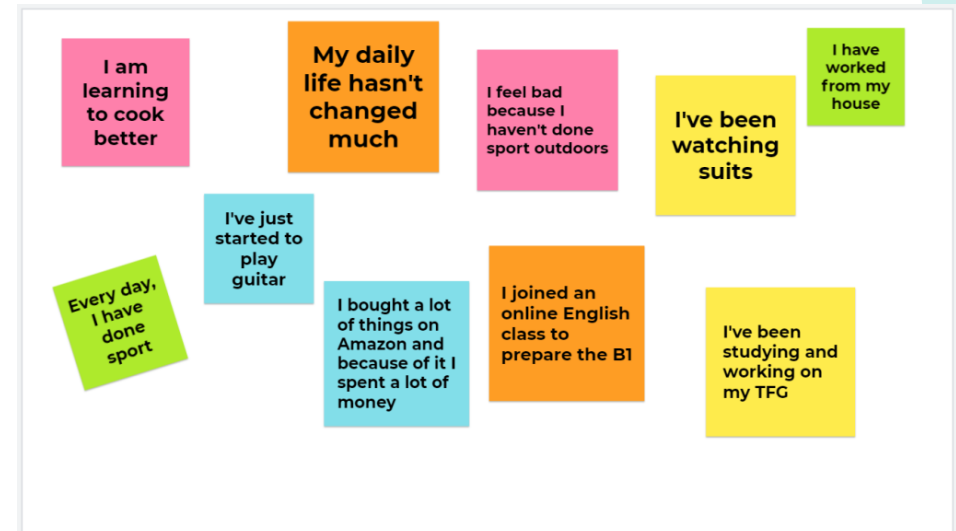 I am
learning
to cook
better
My daily
life hasn't
changed
much
I feel bad
because I
haven't done
sport outdoors
I've been
watching
suits
I have
worked
from my
house
Every day,
I have
done
sport
I've just
started to
play
guitar
I bought a lot
of things on
Amazon and
because of it I
spent a lot of
money
I joined an
online English
class to
prepare the B1
I've been
studying and
working on
my TFG